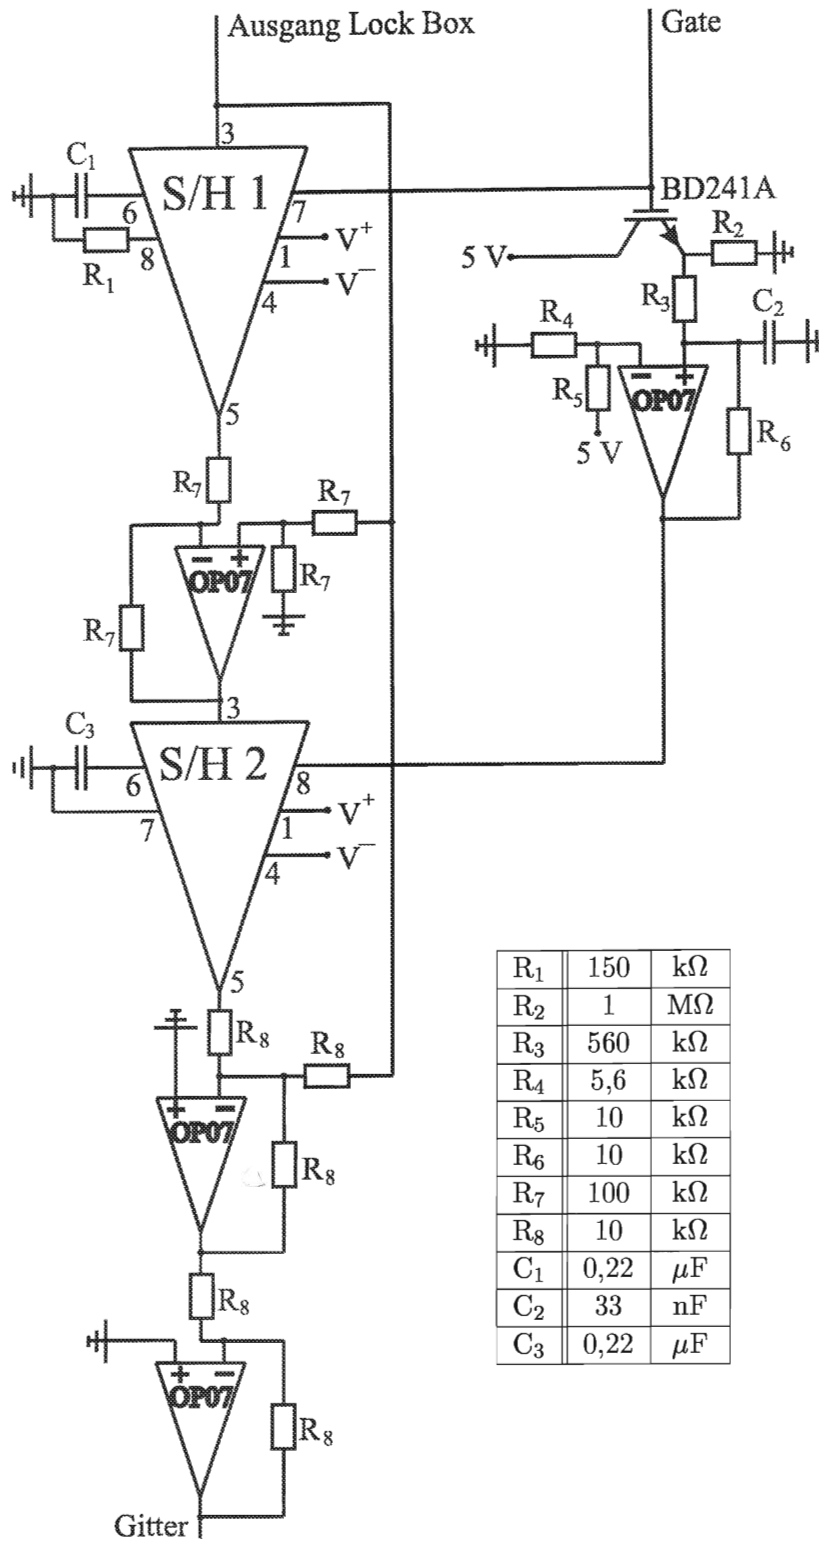 Ausgang Lock Box
Gate
3
C1
S/H 1
6
7
BD241A
R1
8
1
V+
4
V−
R2
5 V
R3
C2
R4
R5
− +
OP07
5 V
R6
5
R7
R7
− +
OP07
R7
R7
3
C3
S/H 2
6
8
7
1
V+
4
V−
5
R8
R8
+ −
OP07
R8
R8
+ −
OP07
R8
Gitter
R1 150 kΩ
R2 1 MΩ
R3 560 kΩ
R4 5,6 kΩ
R5 10 kΩ
R6 10 kΩ
R7 100 kΩ
R8 10 kΩ
C1 0,22 μF
C2 33 nF
C3 0,22 μF